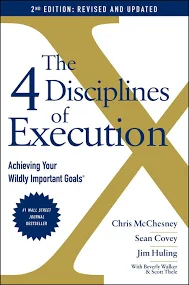 2ND EDITION: REVISED AND UPDATED
The
4 Disciplines
of
Execution
Achieving Your
Wildly Important Goals®
#1 WALL STREET
JOURNAL
BESTSELLER
Chris McChesney
Sean Covey
Jim Huling
With Beverly Walker
& Scott Thele